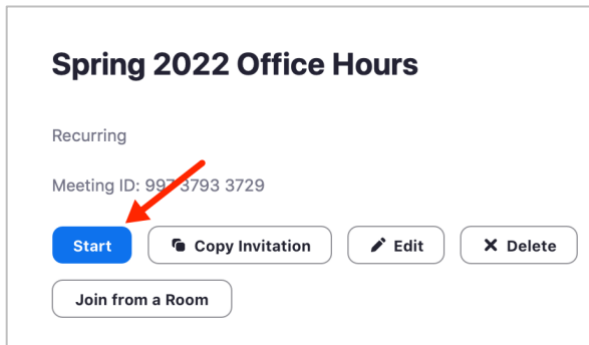 Spring 2022 Office Hours
Recurring
Meeting ID: 997 3793 3729
Start Copy Invitation Edit Delete
Join from a Room